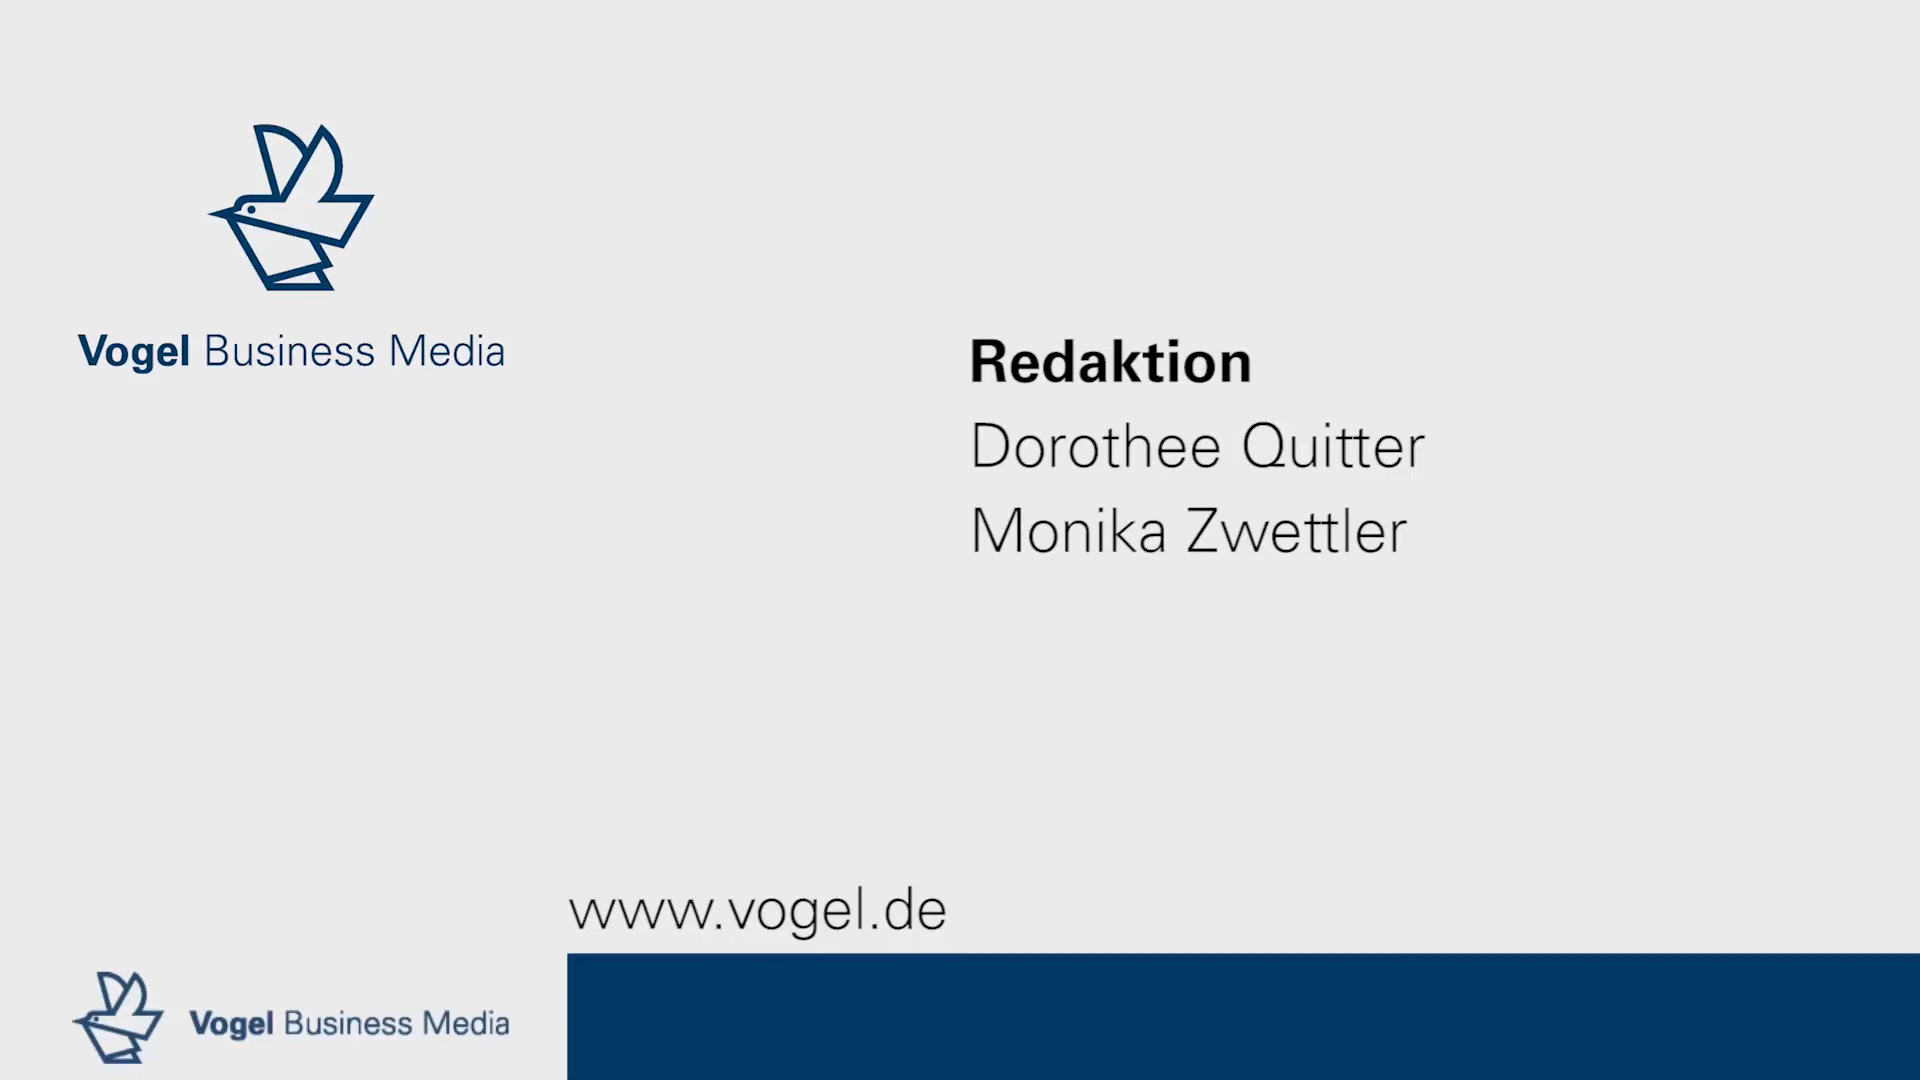 Vogel Business Media
Redaktion
Dorothee Quitter
Monika Zwettler
www.vogel.de
Vogel Business Media